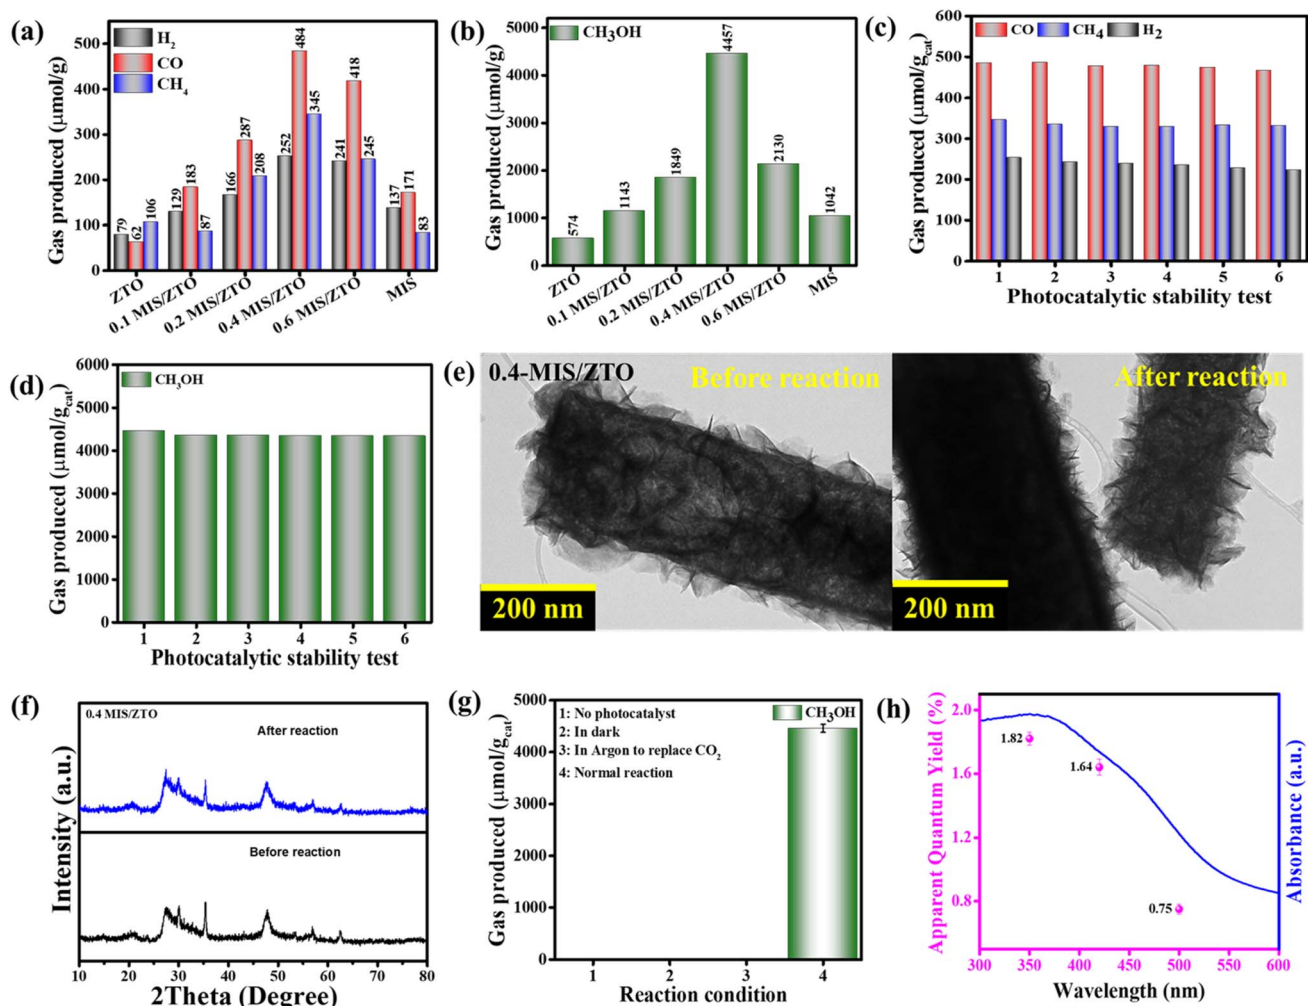 (a)
H2
CO
CH4
Gas produced (μmol/g)
500
400
300
200
100
0
79
62
106
129
183
87
166
287
208
252
484
345
241
418
245
137
171
83
ZTO
0.1 MIS/ZTO
0.2 MIS/ZTO
0.4 MIS/ZTO
0.6 MIS/ZTO
MIS
(b)
CH3OH
Gas produced (μmol/g)
5000
4000
3000
2000
1000
0
574
1143
1849
4457
2130
1042
ZTO
0.1 MIS/ZTO
0.2 MIS/ZTO
0.4 MIS/ZTO
0.6 MIS/ZTO
MIS
(c)
CO CH4 H2
Gas produced (μmol/gcat)
600
500
400
300
200
100
0
1 2 3 4 5 6
Photocatalytic stability test
(d)
CH3OH
Gas produced (μmol/gcat)
6000
5000
4000
3000
2000
1000
0
1 2 3 4 5 6
Photocatalytic stability test
(e)
0.4-MIS/ZTO
Before reaction
200 nm
After reaction
200 nm
(f)
0.4 MIS/ZTO
After reaction
Before reaction
Intensity (a.u.)
10 20 30 40 50 60 70 80
2Theta (Degree)
(g)
1: No photocatalyst
2: In dark
3: In Argon to replace CO2
4: Normal reaction
CH3OH
Gas produced (μmol/gcat)
5000
4000
3000
2000
1000
0
1 2 3 4
Reaction condition
(h)
Apparent Quantum Yield (%)
2.0
1.6
1.2
0.8
1.82
1.64
0.75
Absorbance (a.u.)
300 350 400 450 500 550 600
Wavelength (nm)